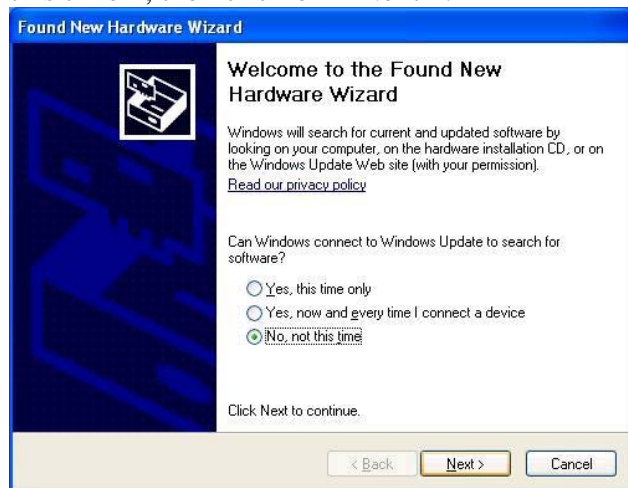 Found New Hardware Wizard
Welcome to the Found New
Hardware Wizard
Windows will search for current and updated software by
looking on your computer, on the hardware installation CD, or on
the Windows Update Web site (with your permission).
Read our privacy policy
Can Windows connect to Windows Update to search for
software?
Yes, this time only
Yes, now and every time I connect a device
No, not this time
Click Next to continue.
< Back Next > Cancel